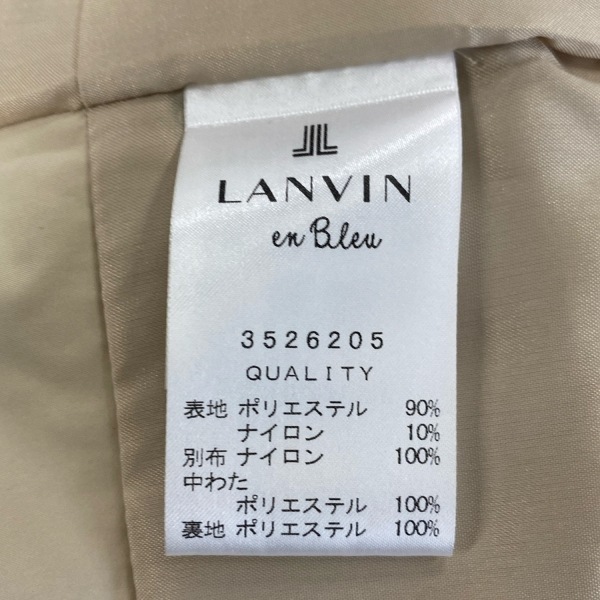 LANVIN
en Bleu
3526205
QUALITY
表地 ポリエステル 90%
ナイロン 10%
別布 ナイロン 100%
中わた
ポリエステル 100%
裏地 ポリエステル 100%